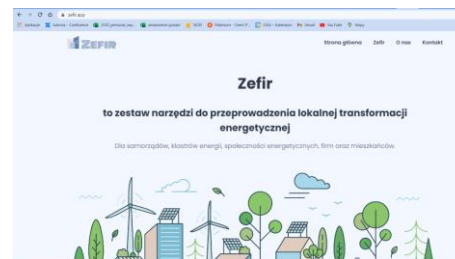 zefir.app
ZEFIR
Strona główna Zefir O nas Kontakt
Zefir
to zestaw narzędzi do przeprowadzenia lokalnej transformacji
energetycznej
Dla samorządów, klastrów energii, społeczności energetycznych, firm oraz mieszkańców.